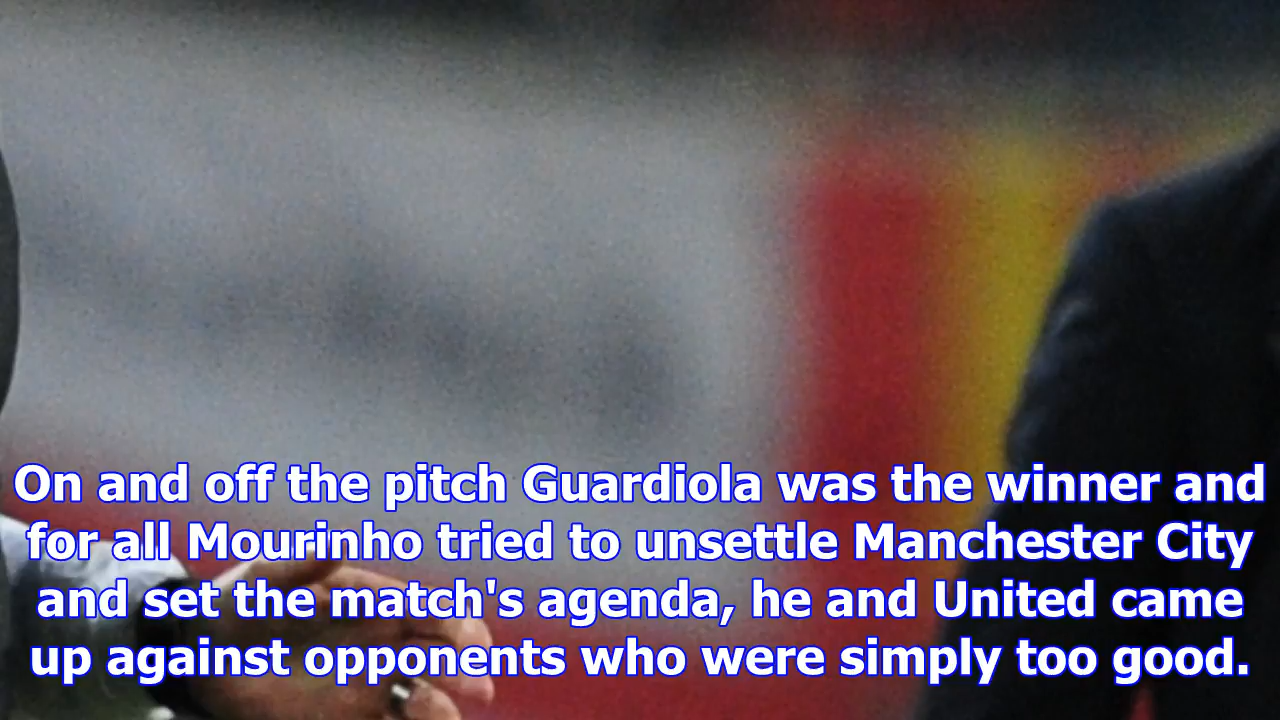 On and off the pitch Guardiola was the winner and
for all Mourinho tried to unsettle Manchester City
and set the match's agenda, he and United came
up against opponents who were simply too good.